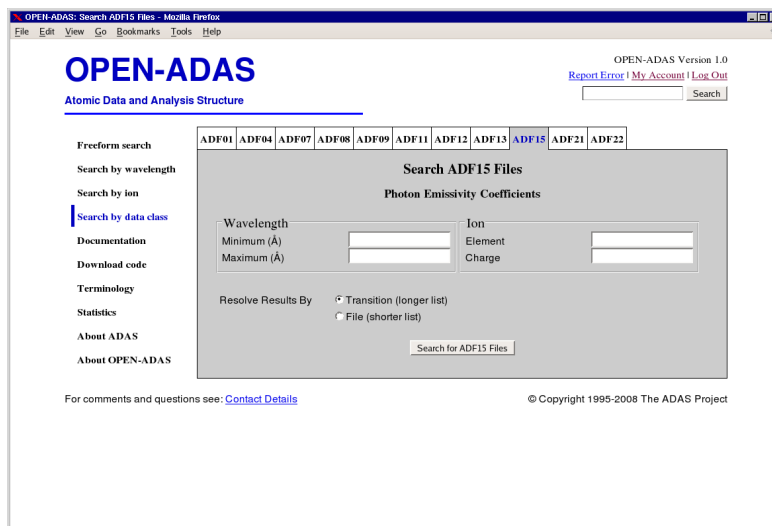 OPEN-ADAS: Search ADF15 Files - Mozilla Firefox
File Edit View Go Bookmarks Tools Help
OPEN-ADAS
Atomic Data and Analysis Structure
OPEN-ADAS Version 1.0
Report Error | My Account | Log Out
Search
Freeform search
Search by wavelength
Search by ion
Search by data class
Documentation
Download code
Terminology
Statistics
About ADAS
About OPEN-ADAS
ADF01 ADF04 ADF07 ADF08 ADF09 ADF11 ADF12 ADF13 ADF15 ADF21 ADF22
Search ADF15 Files
Photon Emissivity Coefficients
Wavelength
Minimum (Å)
Maximum (Å)
Ion
Element
Charge
Resolve Results By
Transition (longer list)
File (shorter list)
Search for ADF15 Files
For comments and questions see: Contact Details
© Copyright 1995-2008 The ADAS Project